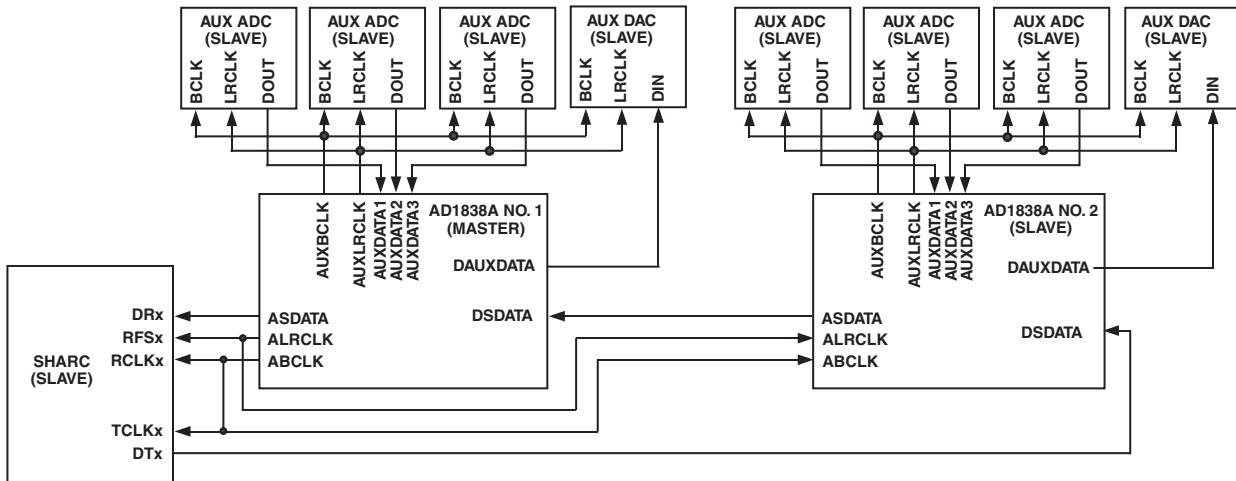 AUX ADC
(SLAVE)
BCLK
LRCLK
DOUT
AUX ADC
(SLAVE)
BCLK
LRCLK
DOUT
AUX ADC
(SLAVE)
BCLK
LRCLK
DOUT
AUX DAC
(SLAVE)
BCLK
LRCLK
DIN
AUX ADC
(SLAVE)
BCLK
LRCLK
DOUT
AUX ADC
(SLAVE)
BCLK
LRCLK
DOUT
AUX ADC
(SLAVE)
BCLK
LRCLK
DOUT
AUX DAC
(SLAVE)
BCLK
LRCLK
DIN
AD1838A NO. 1
(MASTER)
AUXBCLK
AUXLRCLK
AUXDATA1
AUXDATA2
AUXDATA3
DAUXDATA
DSDATA
ASDATA
ALRCLK
ABCLK
AD1838A NO. 2
(SLAVE)
AUXBCLK
AUXLRCLK
AUXDATA1
AUXDATA2
AUXDATA3
DAUXDATA
DSDATA
ASDATA
ALRCLK
ABCLK
SHARC
(SLAVE)
DRx
RFSx
RCLKx
TCLKx
DTx